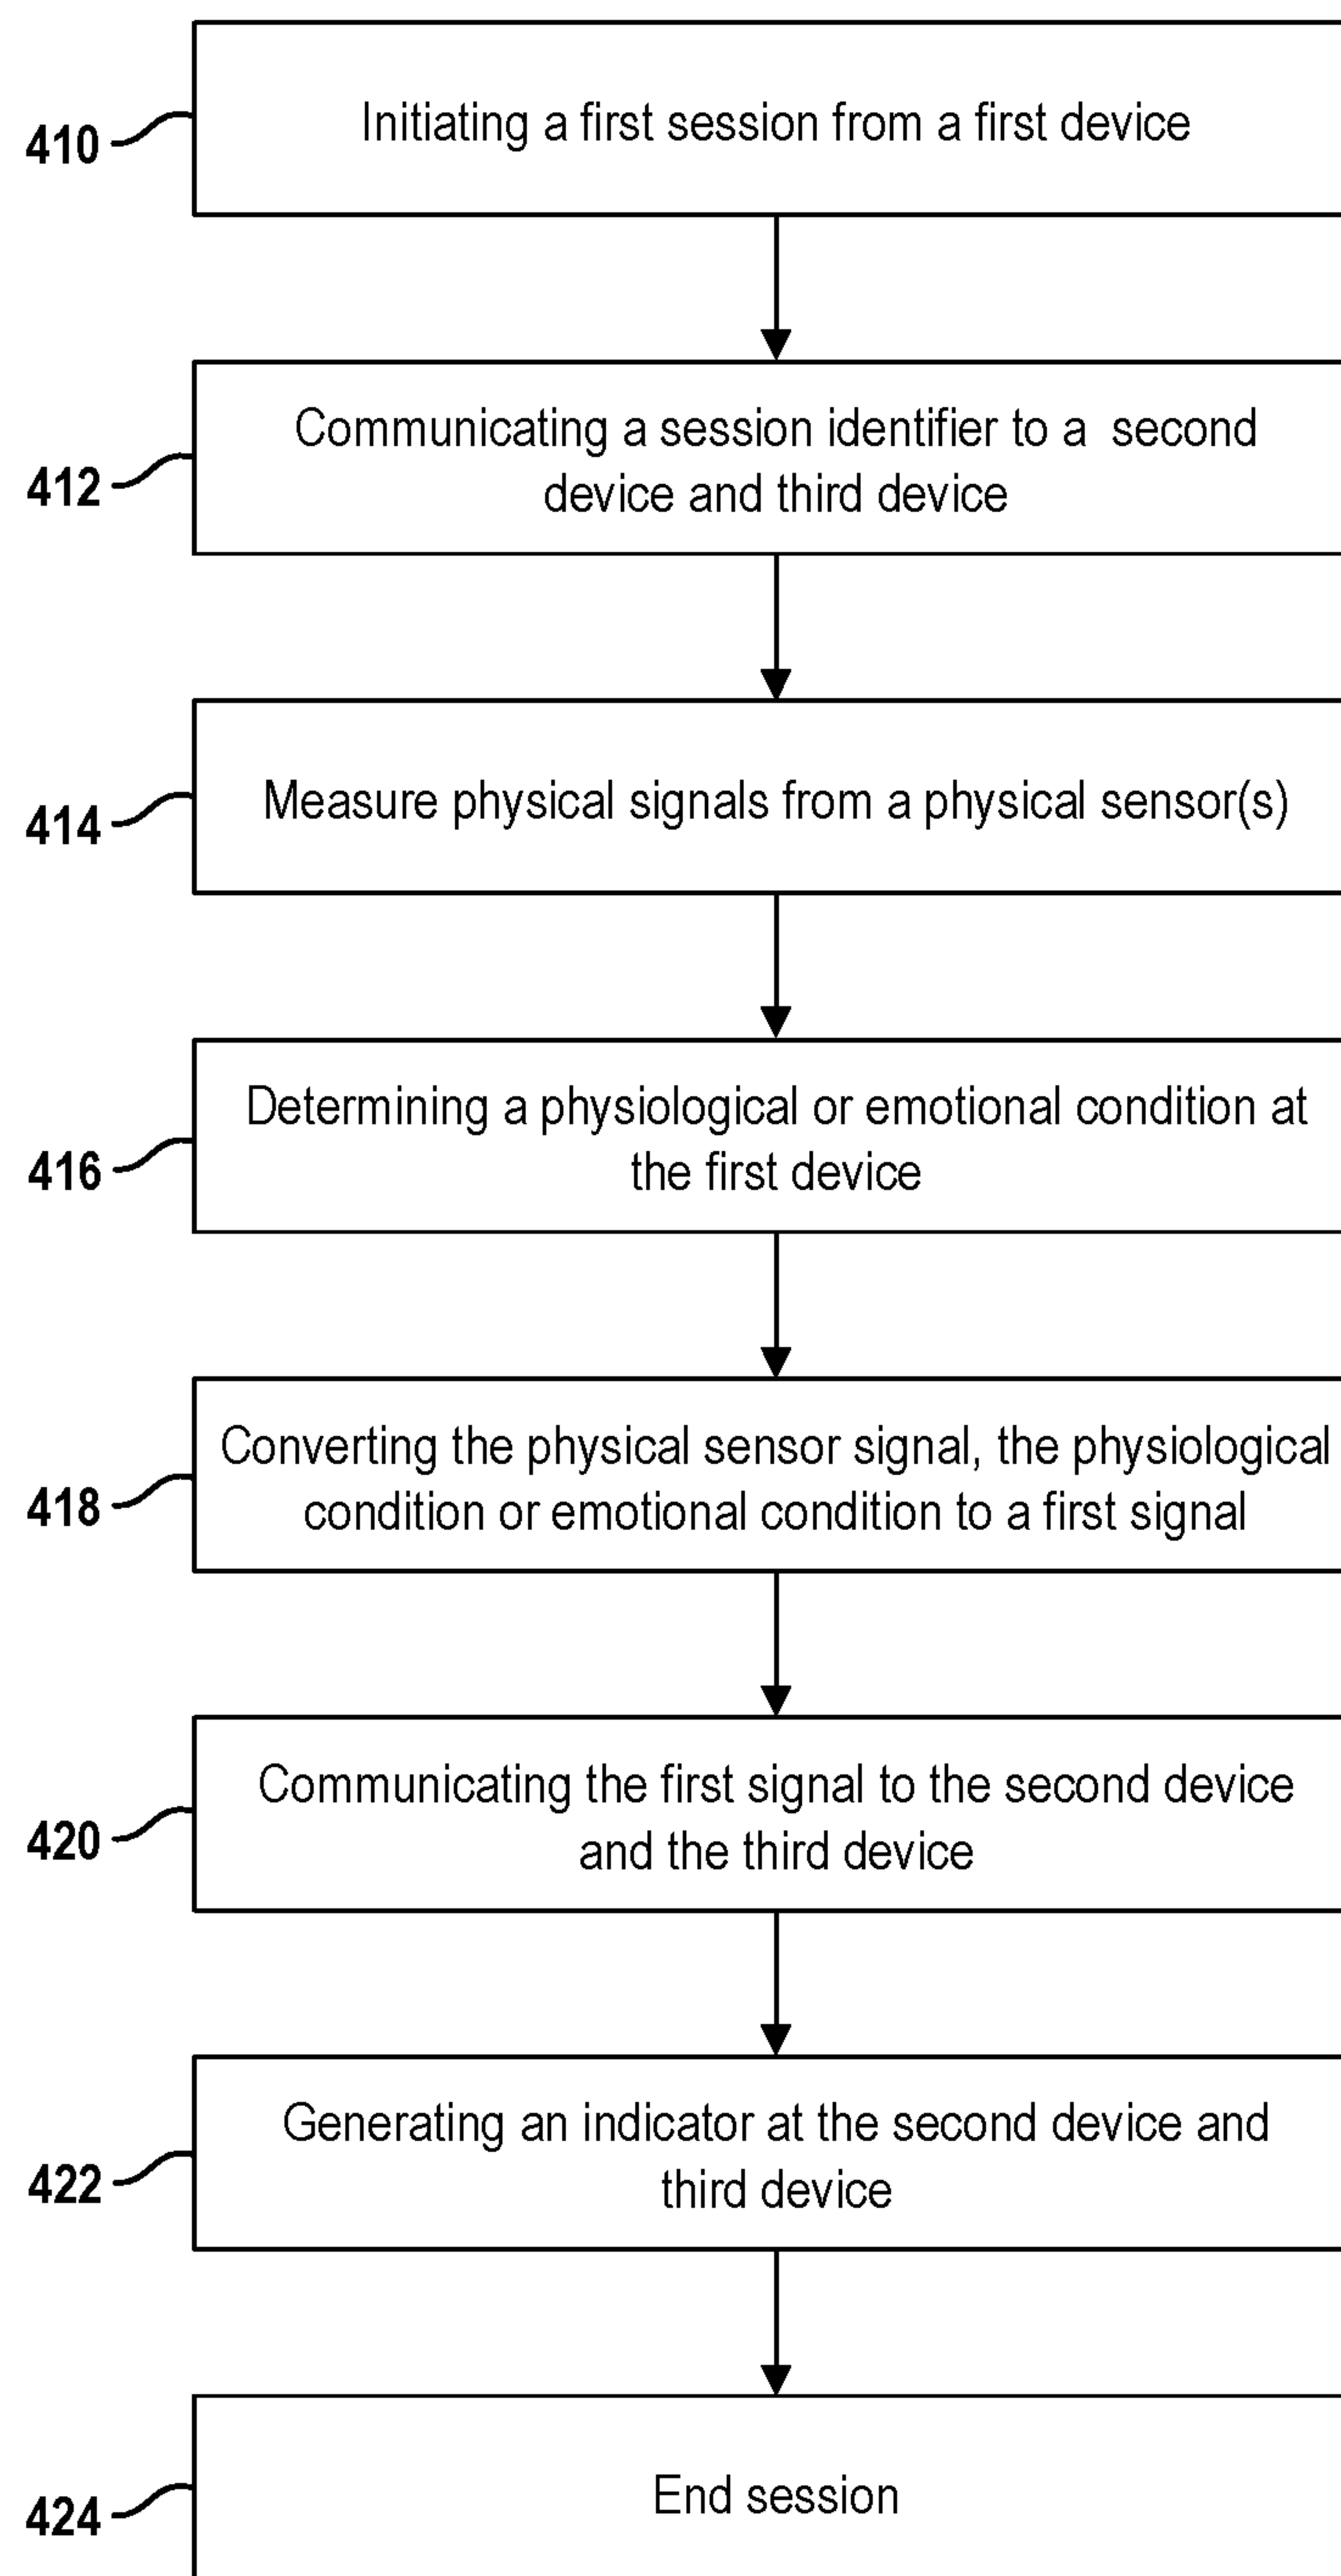 410
Initiating a first session from a first device
412
Communicating a session identifier to a  second
device and third device
414
Measure physical signals from a physical sensor(s)
416
Determining a physiological or emotional condition at
the first device
418
Converting the physical sensor signal, the physiological
condition or emotional condition to a first signal
420
Communicating the first signal to the second device
and the third device
422
Generating an indicator at the second device and
third device
424
End session